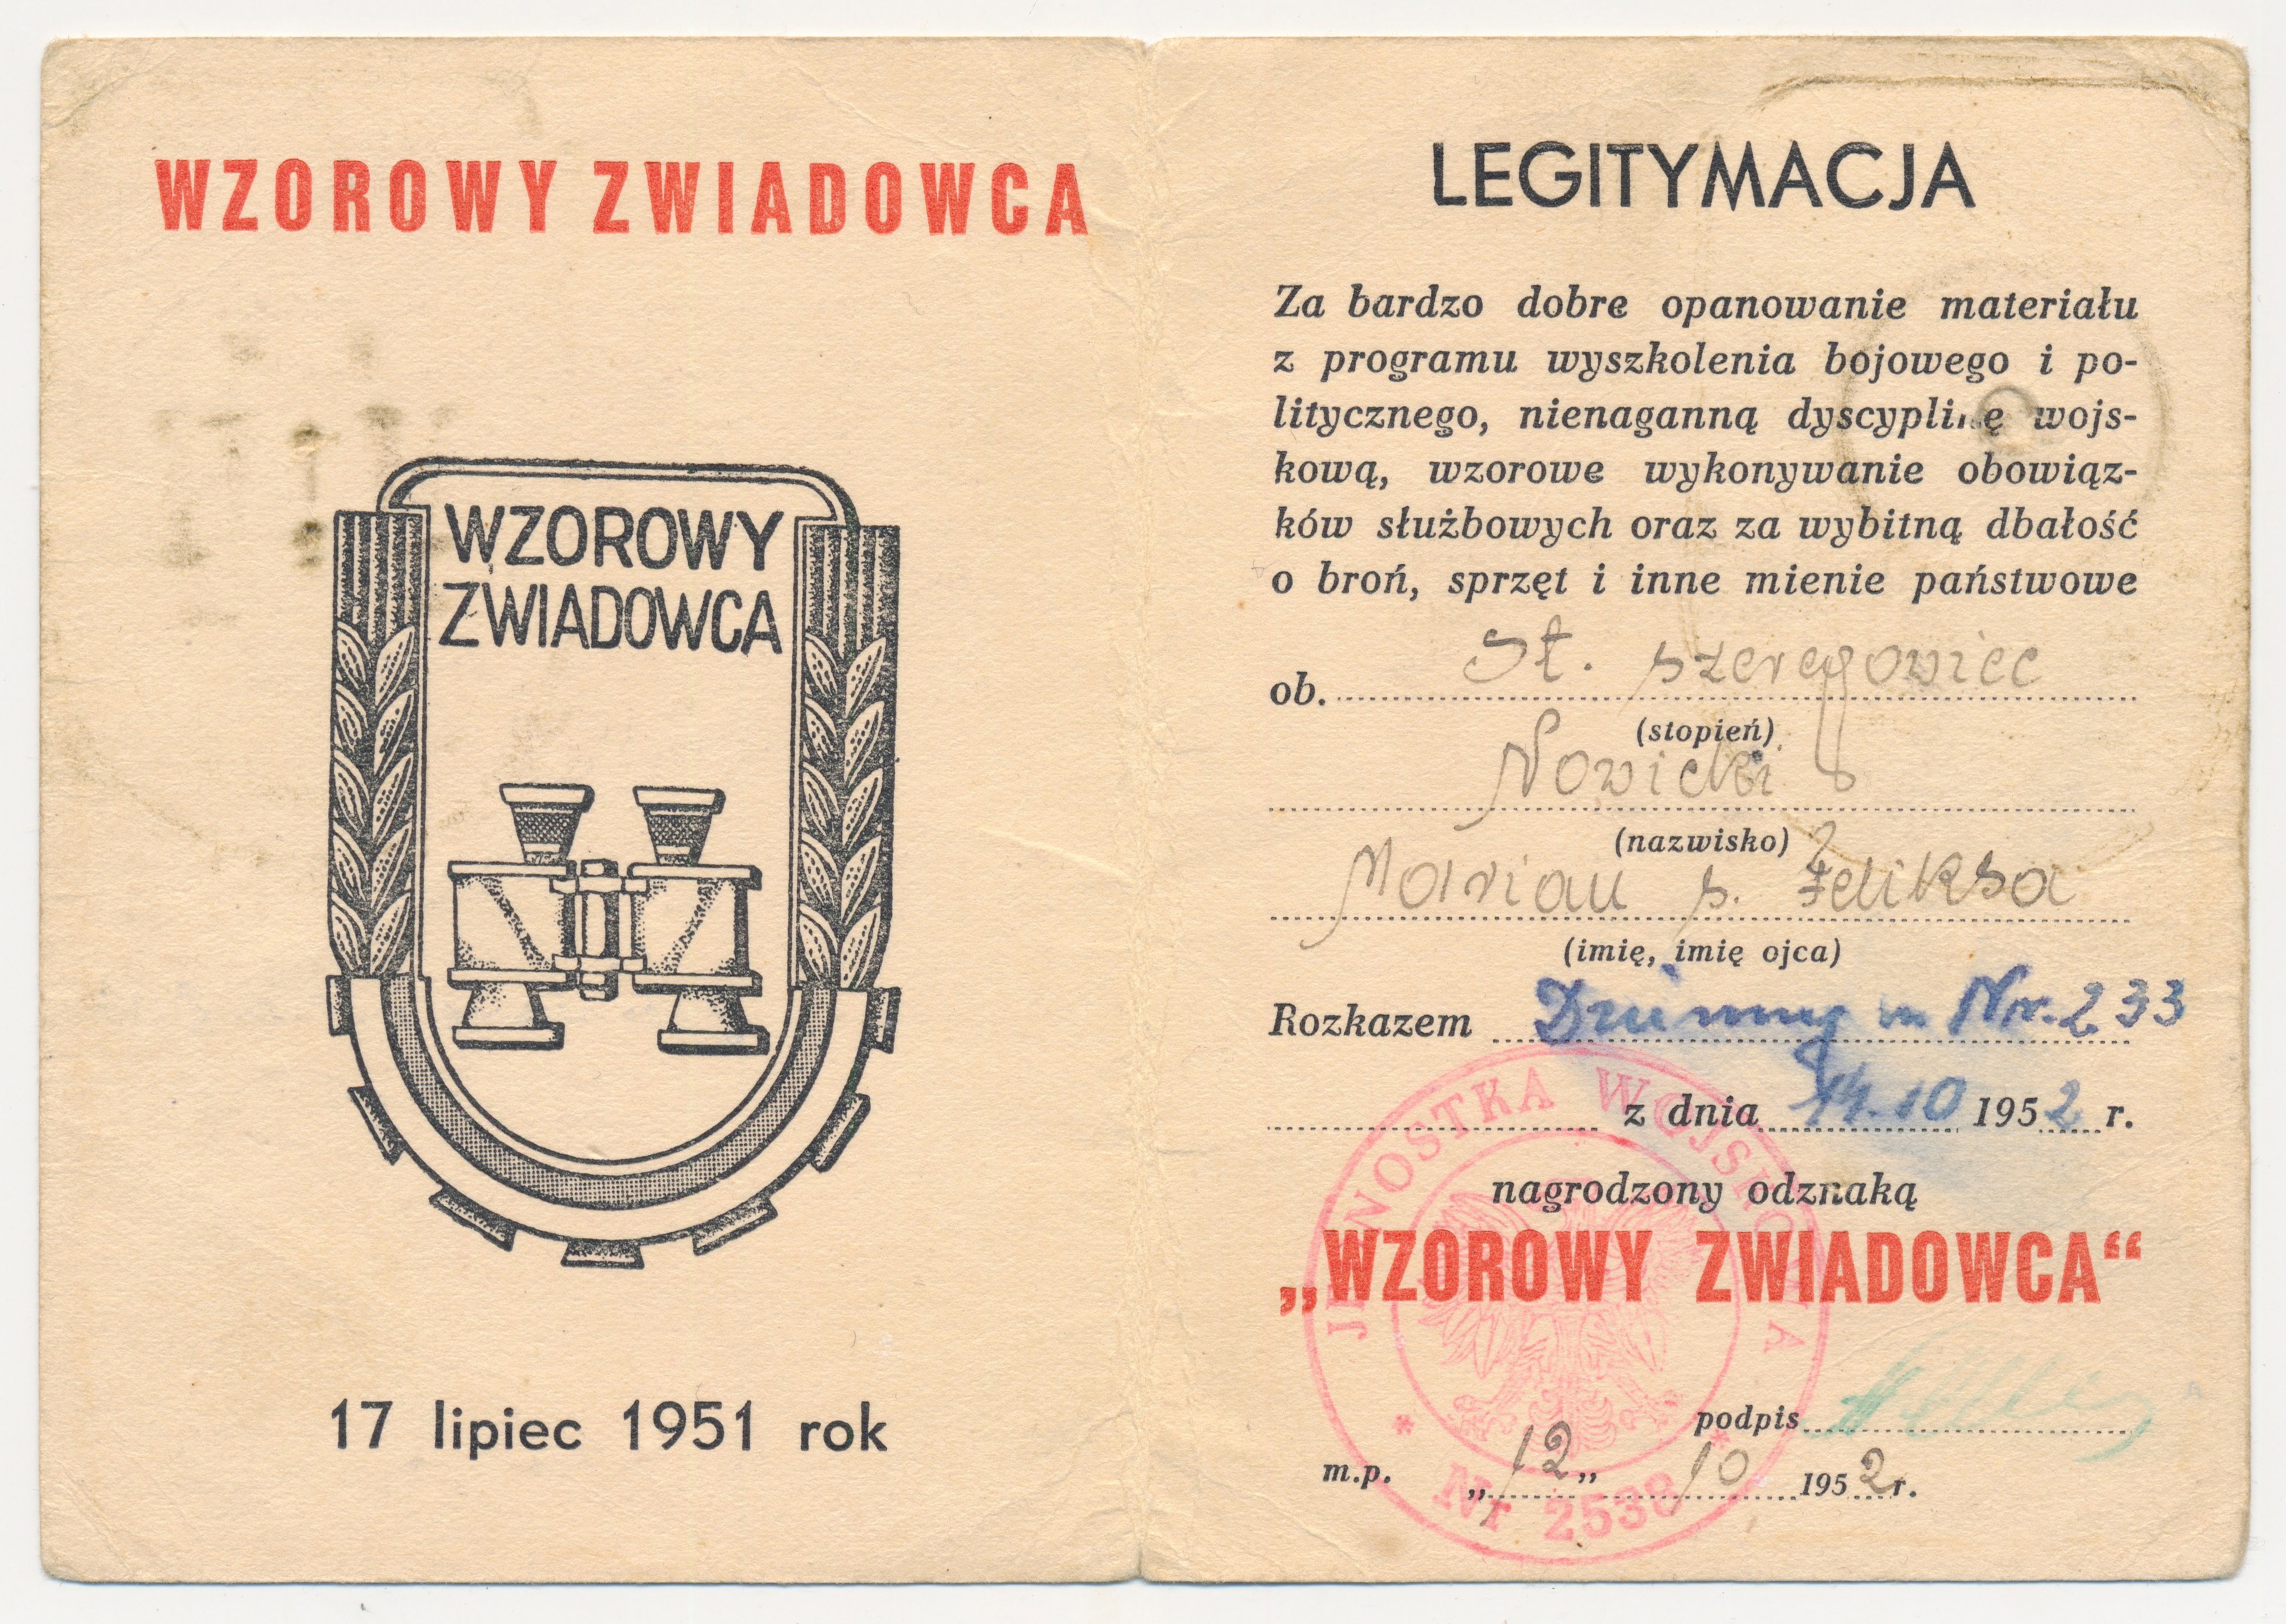 WZOROWY ZWIADOWCA
WZOROWY
ZWIADOWCA
17 lipiec 1951 rok
LEGITYMACJA
Za bardzo dobre opanowanie materiału
z programu wyszkolenia bojowego i po-
litycznego, nienaganną dyscyplinę wojs-
kową, wzorowe wykonywanie obowiąz-
ków służbowych oraz za wybitną dbałość
o broń, sprzęt i inne mienie państwowe
ob. St. szeregowiec
(stopień)
Nowicki
(nazwisko)
Marian s. Feliksa
(imię, imię ojca)
Rozkazem Dziennym Nr. 233
z dnia 14.10 1952 r.
nagrodzony odznaką
„WZOROWY ZWIADOWCA“
podpis
m.p. „12„ 10 1952 r.
JEDNOSTKA WOJSKOWA
Nr 2538